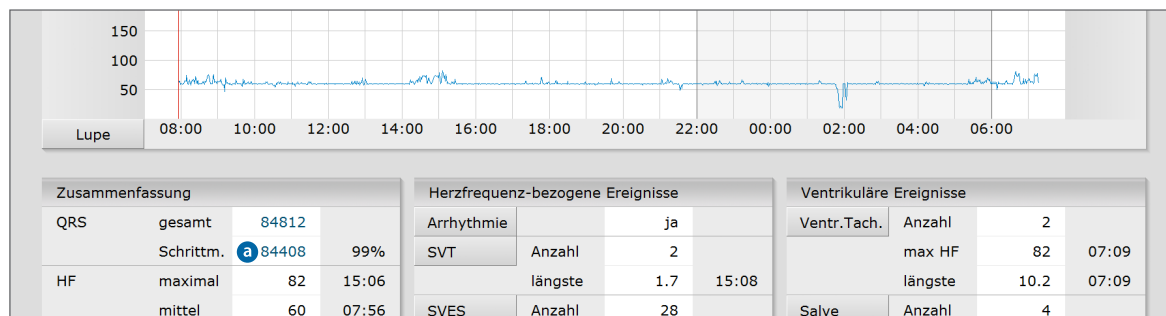 150
100
50
Lupe 08:00 10:00 12:00 14:00 16:00 18:00 20:00 22:00 00:00 02:00 04:00 06:00
Zusammenfassung
QRS gesamt 84812
Schrittm. a 84408 99%
HF maximal 82 15:06
mittel 60 07:56
Herzfrequenz-bezogene Ereignisse
Arrhythmie ja
SVT Anzahl 2
längste 1.7 15:08
SVES Anzahl 28
Ventrikuläre Ereignisse
Ventr.Tach. Anzahl 2
max HF 82 07:09
längste 10.2 07:09
Salve Anzahl 4